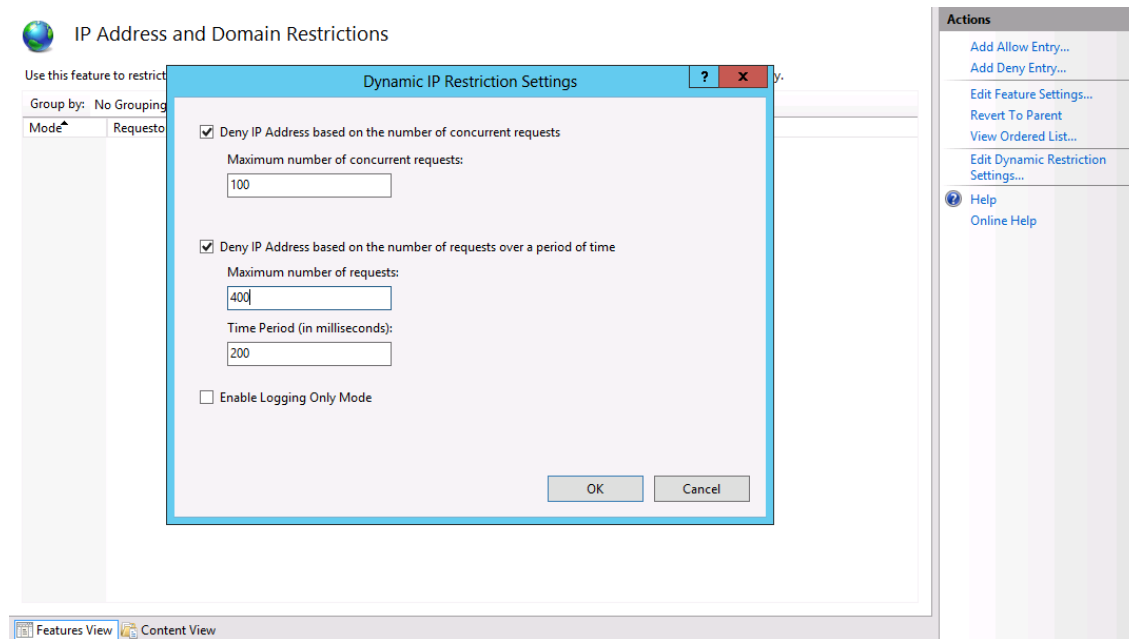 IP Address and Domain Restrictions
Use this feature to restrict
y.
Group by: No Grouping
Mode Requesto
Dynamic IP Restriction Settings
? x
Deny IP Address based on the number of concurrent requests
Maximum number of concurrent requests:
100
Deny IP Address based on the number of requests over a period of time
Maximum number of requests:
400
Time Period (in milliseconds):
200
Enable Logging Only Mode
OK Cancel
Features View Content View
Actions
Add Allow Entry...
Add Deny Entry...
Edit Feature Settings...
Revert To Parent
View Ordered List...
Edit Dynamic Restriction
Settings...
? Help
Online Help